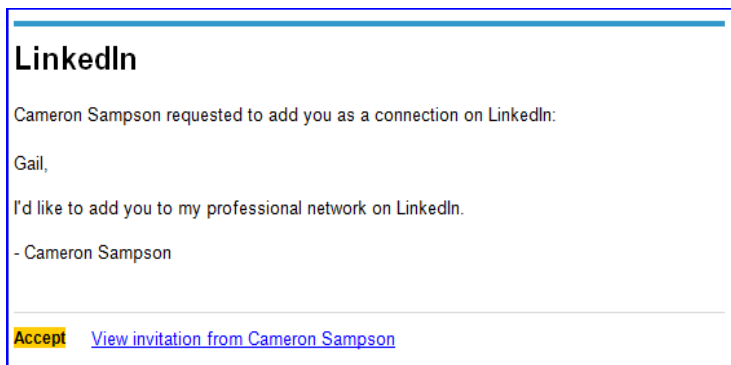 LinkedIn
Cameron Sampson requested to add you as a connection on LinkedIn:
Gail,
I'd like to add you to my professional network on LinkedIn.
- Cameron Sampson
Accept View invitation from Cameron Sampson